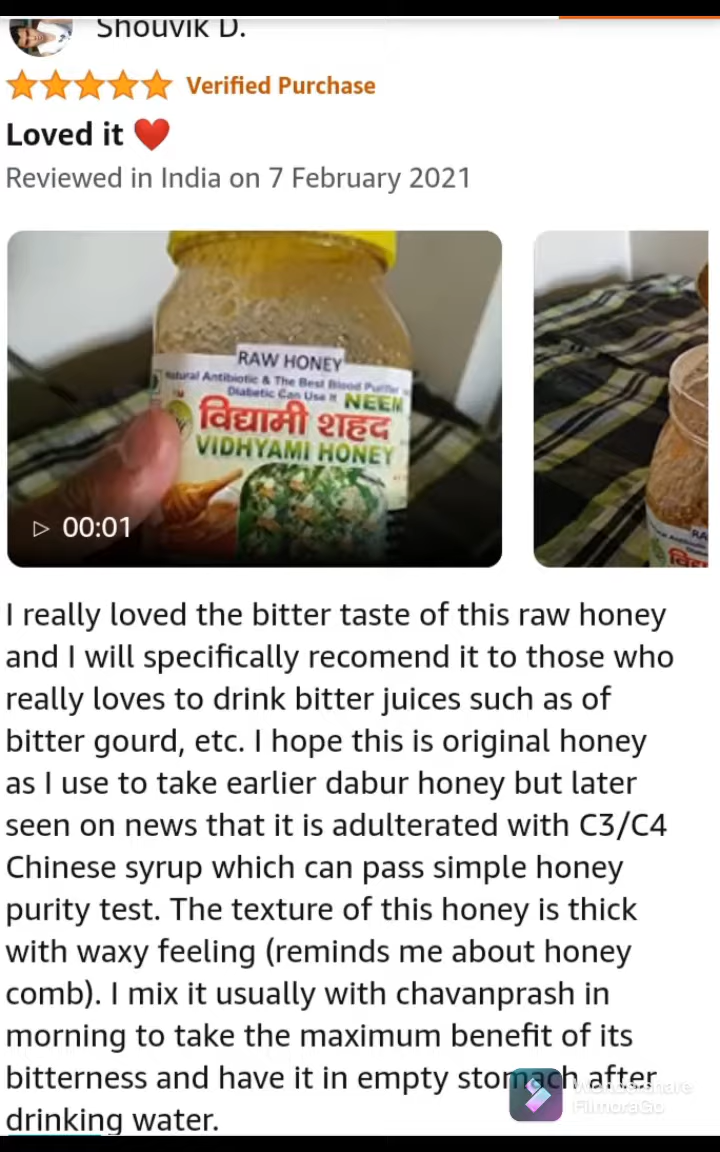 Shouvik D.
Verified Purchase
Loved it ❤️
Reviewed in India on 7 February 2021
RAW HONEY
Natural Antibiotic & The Best Blood Purifier
Diabetic Can Use It NEEM
विद्यामी शहद
VIDHYAMI HONEY
00:01
I really loved the bitter taste of this raw honey
and I will specifically recomend it to those who
really loves to drink bitter juices such as of
bitter gourd, etc. I hope this is original honey
as I use to take earlier dabur honey but later
seen on news that it is adulterated with C3/C4
Chinese syrup which can pass simple honey
purity test. The texture of this honey is thick
with waxy feeling (reminds me about honey
comb). I mix it usually with chavanprash in
morning to take the maximum benefit of its
bitterness and have it in empty stomach after
drinking water.
Wondershare
FilmoraGo